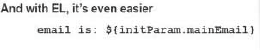 And with EL, it's even easier
email is: ${initParam.mainEmail}